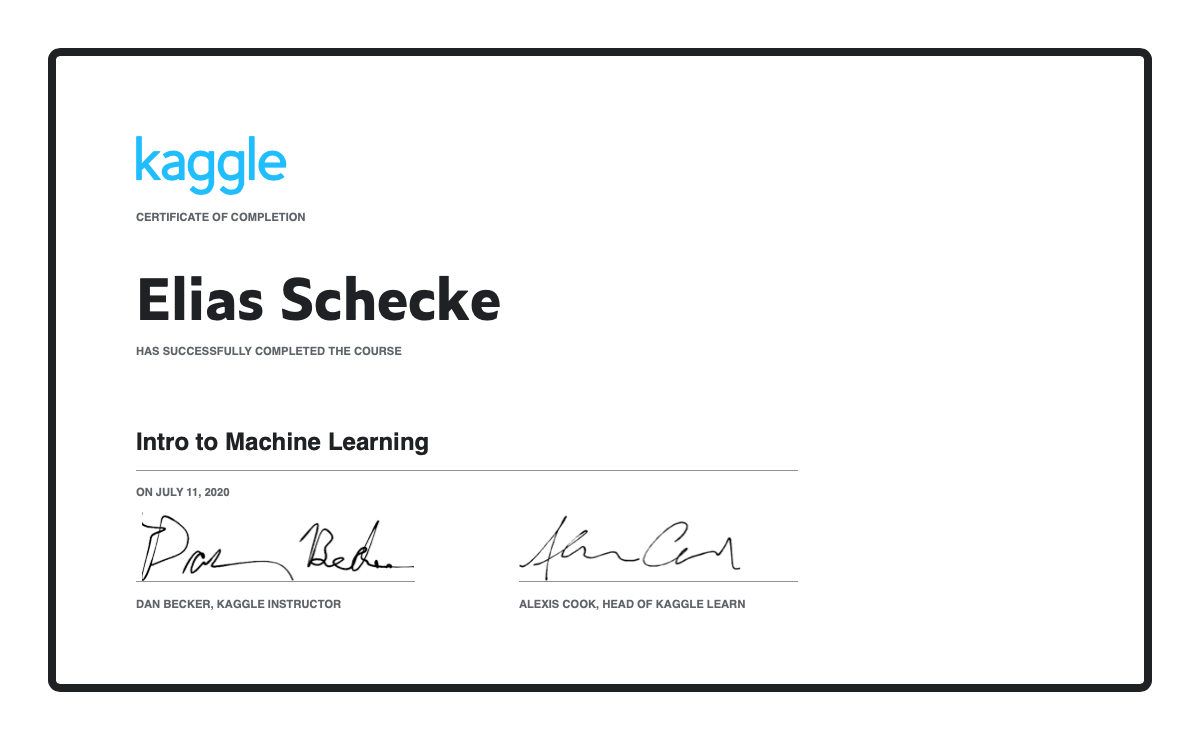 kaggle
CERTIFICATE OF COMPLETION
Elias Schecke
HAS SUCCESSFULLY COMPLETED THE COURSE
Intro to Machine Learning
ON JULY 11, 2020
Dan Becker
Alexis Cook
DAN BECKER, KAGGLE INSTRUCTOR
ALEXIS COOK, HEAD OF KAGGLE LEARN